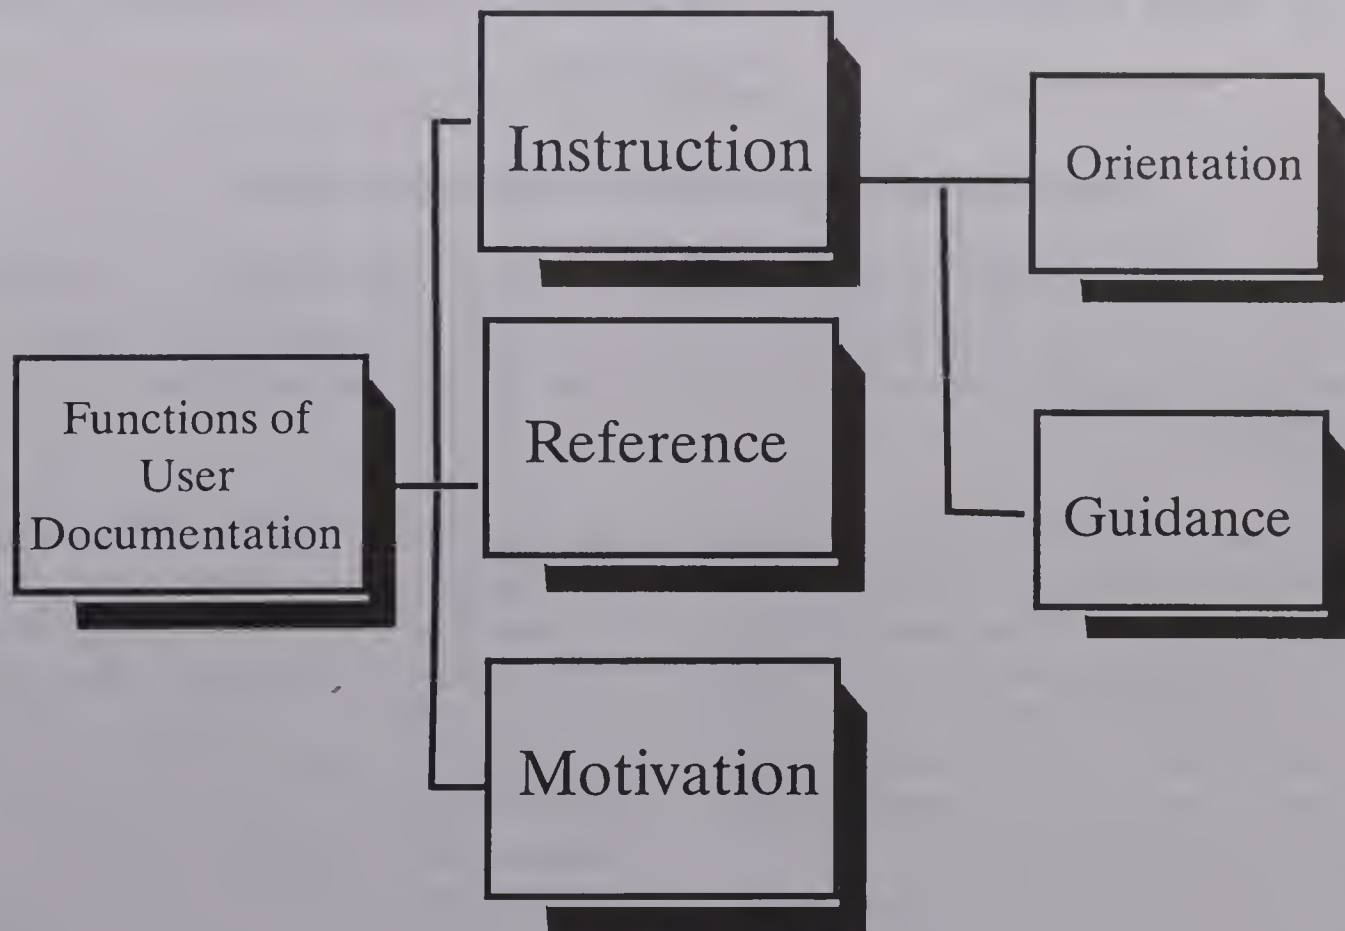 Functions of
User
Documentation
Instruction
Reference
Motivation
Orientation
Guidance